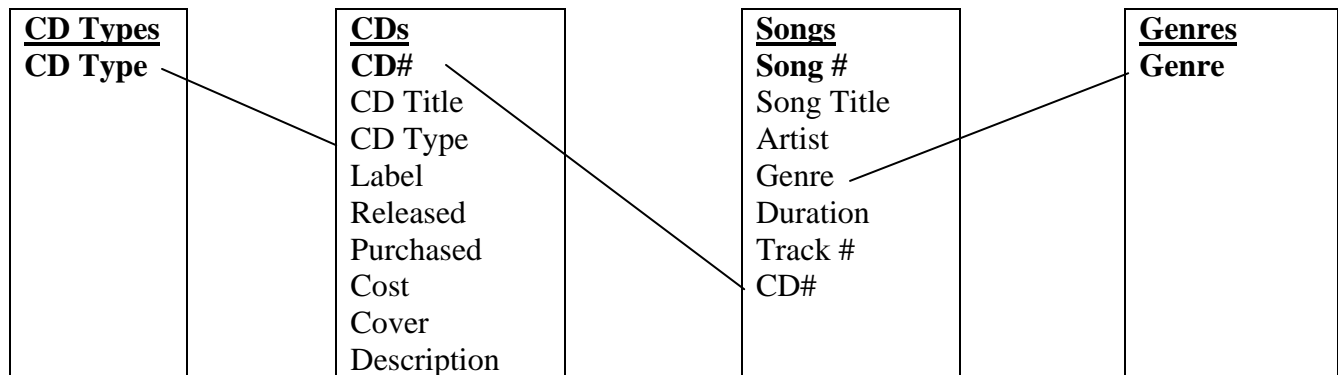 CD Types
CD Type
CDs
CD#
CD Title
CD Type
Label
Released
Purchased
Cost
Cover
Description
Songs
Song #
Song Title
Artist
Genre
Duration
Track #
CD#
Genres
Genre